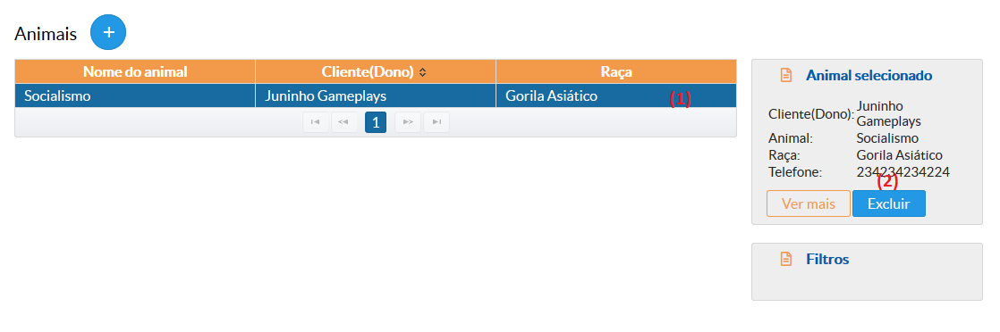 Animais +
Nome do animal Cliente(Dono) Raça
Socialismo Juninho Gameplays Gorila Asiático (1)
1
Animal selecionado
Cliente(Dono): Juninho
Gameplays
Animal: Socialismo
Raça: Gorila Asiático
Telefone: 234234234224
(2)
Ver mais Excluir
Filtros